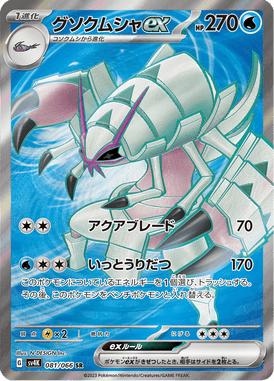 1進化
グソクムシャex
HP270
コソクムシから進化
アクアブレード 70
いっとうりだつ 170
このポケモンについているエネルギーを1個選び、トラッシュする。
その後、このポケモンをベンチポケモンと入れ替える。
弱点 ×2 抵抗力 にげる
Illus. N-DESIGN Inc.
exルール
ポケモンexがきぜつしたとき、相手はサイドを2枚とる。
sv4K 081/066 SR
©2023 Pokémon/Nintendo/Creatures/GAME FREAK.